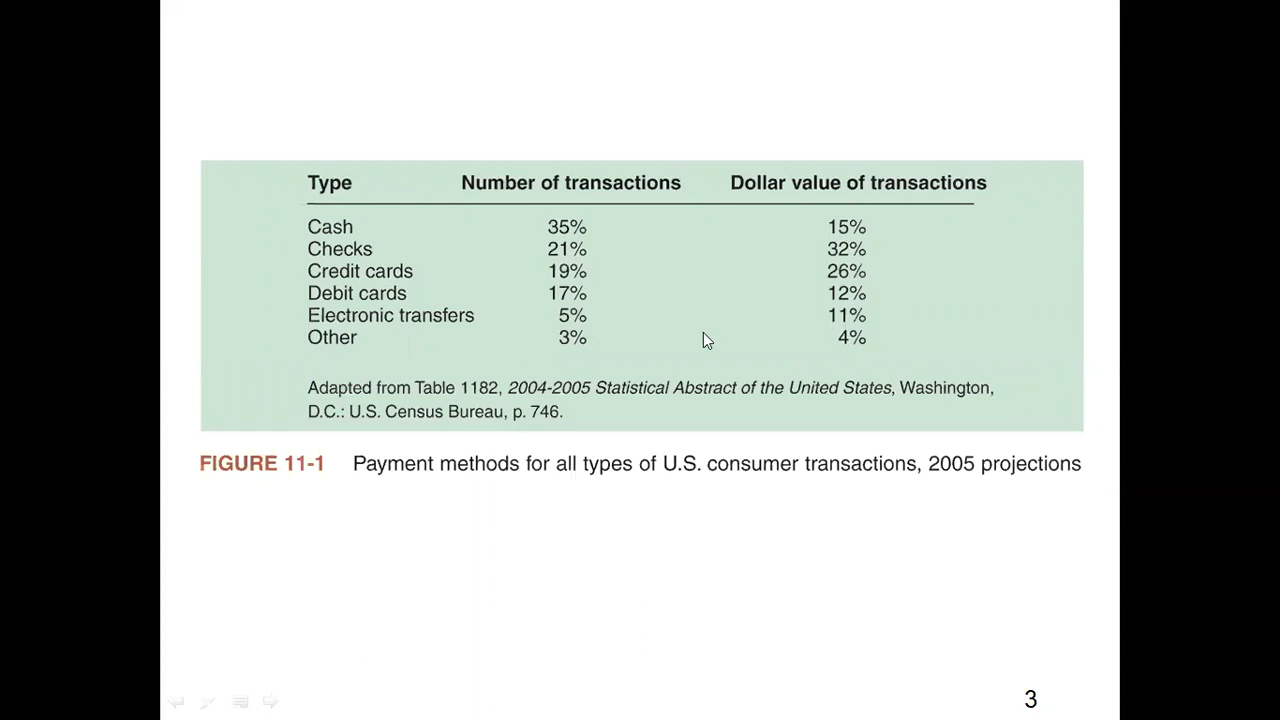 Type Number of transactions Dollar value of transactions
Cash 35% 15%
Checks 21% 32%
Credit cards 19% 26%
Debit cards 17% 12%
Electronic transfers 5% 11%
Other 3% 4%
Adapted from Table 1182, 2004-2005 Statistical Abstract of the United States, Washington,
D.C.: U.S. Census Bureau, p. 746.
FIGURE 11-1 Payment methods for all types of U.S. consumer transactions, 2005 projections
3